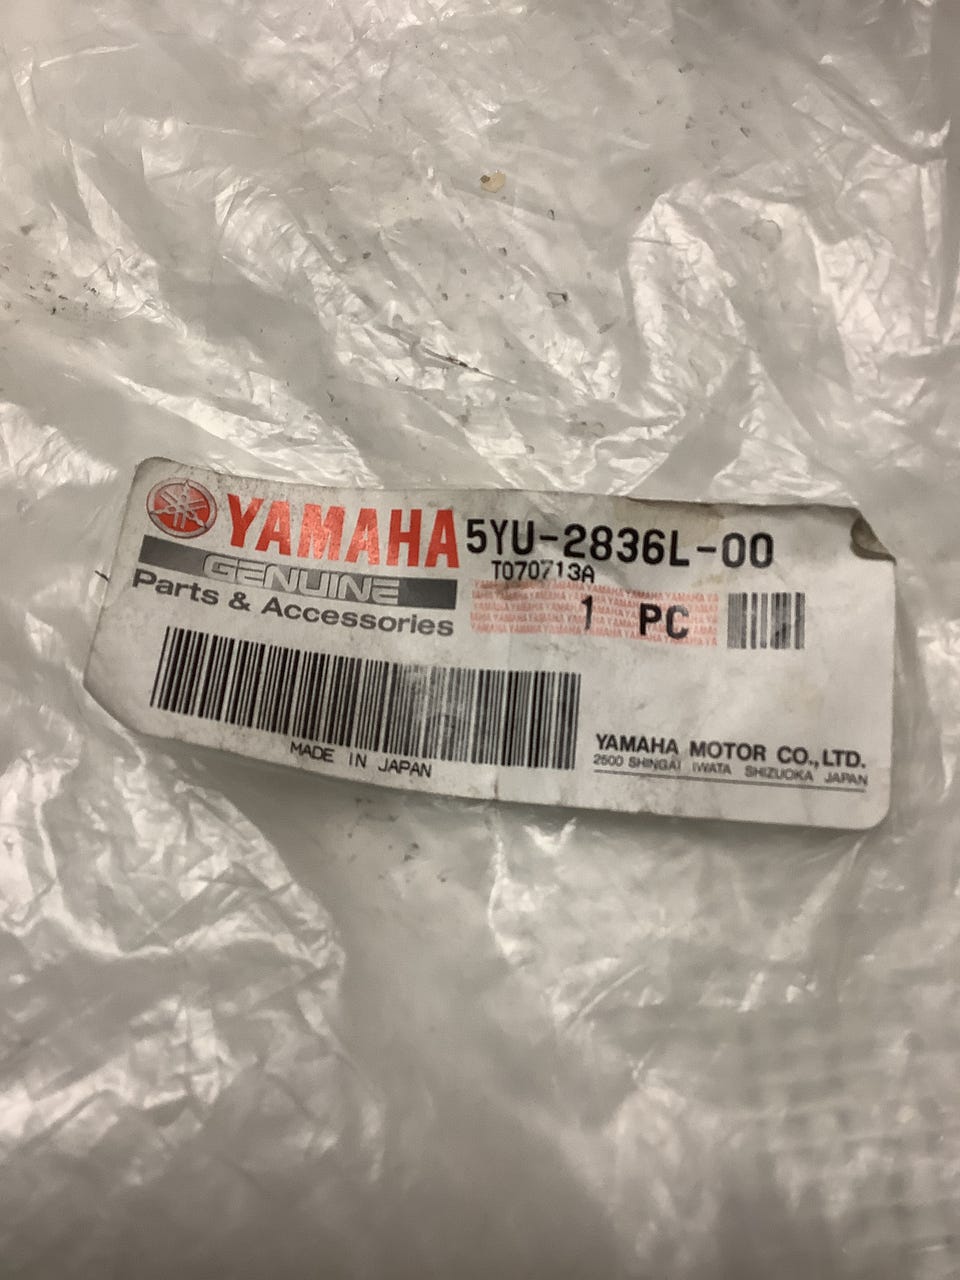 YAMAHA 5YU-2836L-00
GENUINE T070713A
Parts & Accessories 1 PC
MADE IN JAPAN
YAMAHA MOTOR CO., LTD.
2500 SHINGAI IWATA SHIZUOKA JAPAN